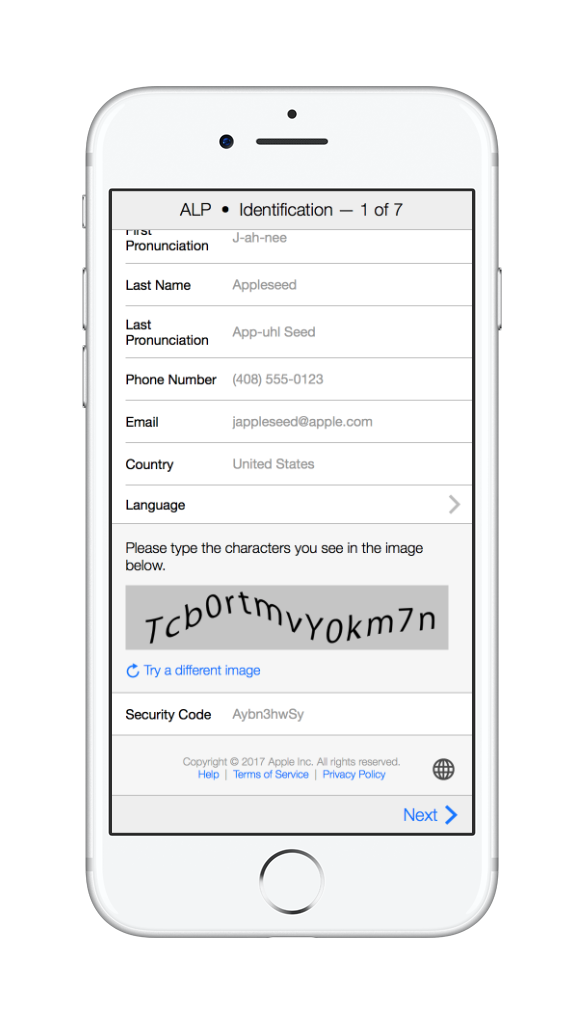 ALP • Identification — 1 of 7
First
Pronunciation
J-ah-nee
Last Name
Appleseed
Last
Pronunciation
App-uhl Seed
Phone Number
(408) 555-0123
Email
jappleseed@apple.com
Country
United States
Language
Please type the characters you see in the image
below.
Tcb0rtmvY0km7n
Try a different image
Security Code
Aybn3hwSy
Copyright © 2017 Apple Inc. All rights reserved.
Help | Terms of Service | Privacy Policy
Next